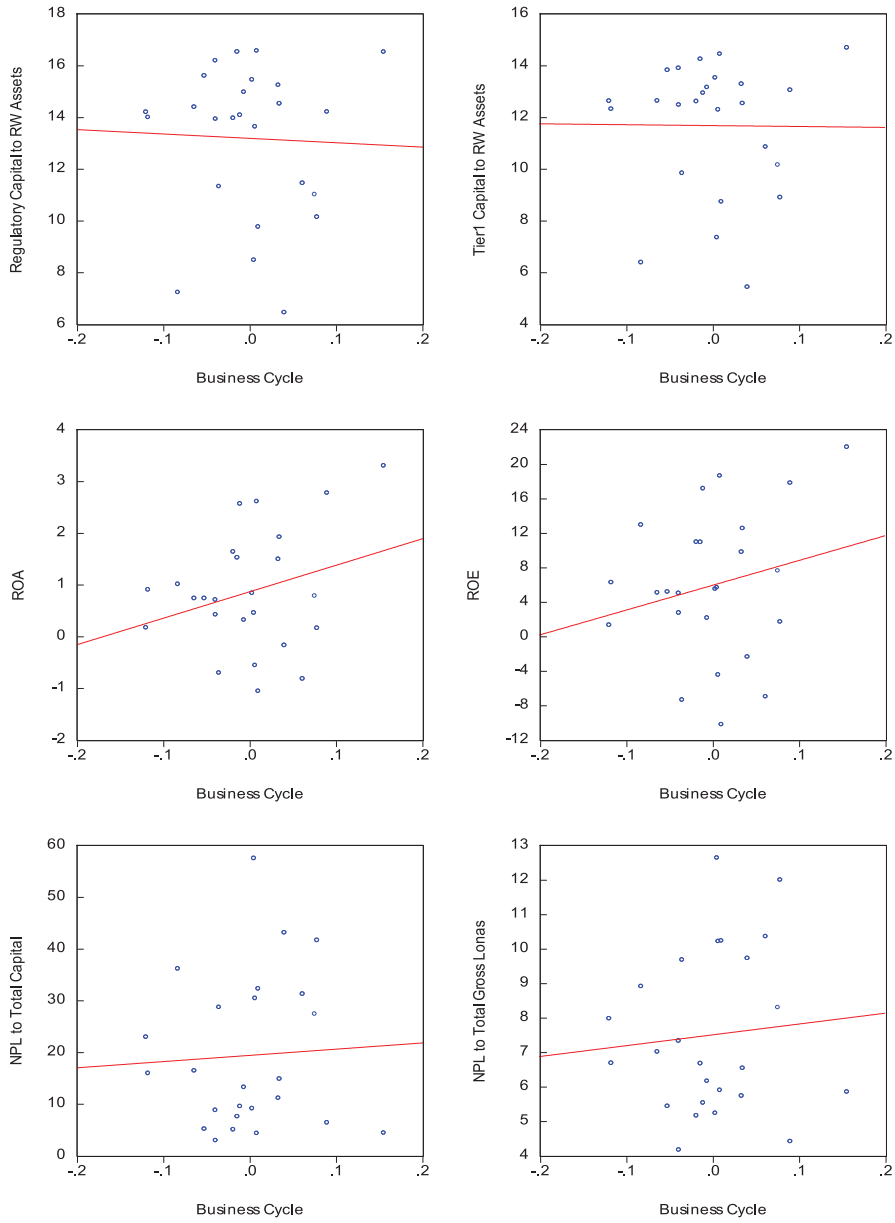 Regulatory Capital to RW Assets
18
16
14
12
10
8
6
-.2 -.1 .0 .1 .2
Business Cycle
Tier1 Capital to RW Assets
16
14
12
10
8
6
4
-.2 -.1 .0 .1 .2
Business Cycle
ROA
4
3
2
1
0
-1
-2
-.2 -.1 .0 .1 .2
Business Cycle
ROE
24
20
16
12
8
4
0
-4
-8
-12
-.2 -.1 .0 .1 .2
Business Cycle
NPL to Total Capital
60
50
40
30
20
10
0
-.2 -.1 .0 .1 .2
Business Cycle
NPL to Total Gross Lonas
13
12
11
10
9
8
7
6
5
4
-.2 -.1 .0 .1 .2
Business Cycle